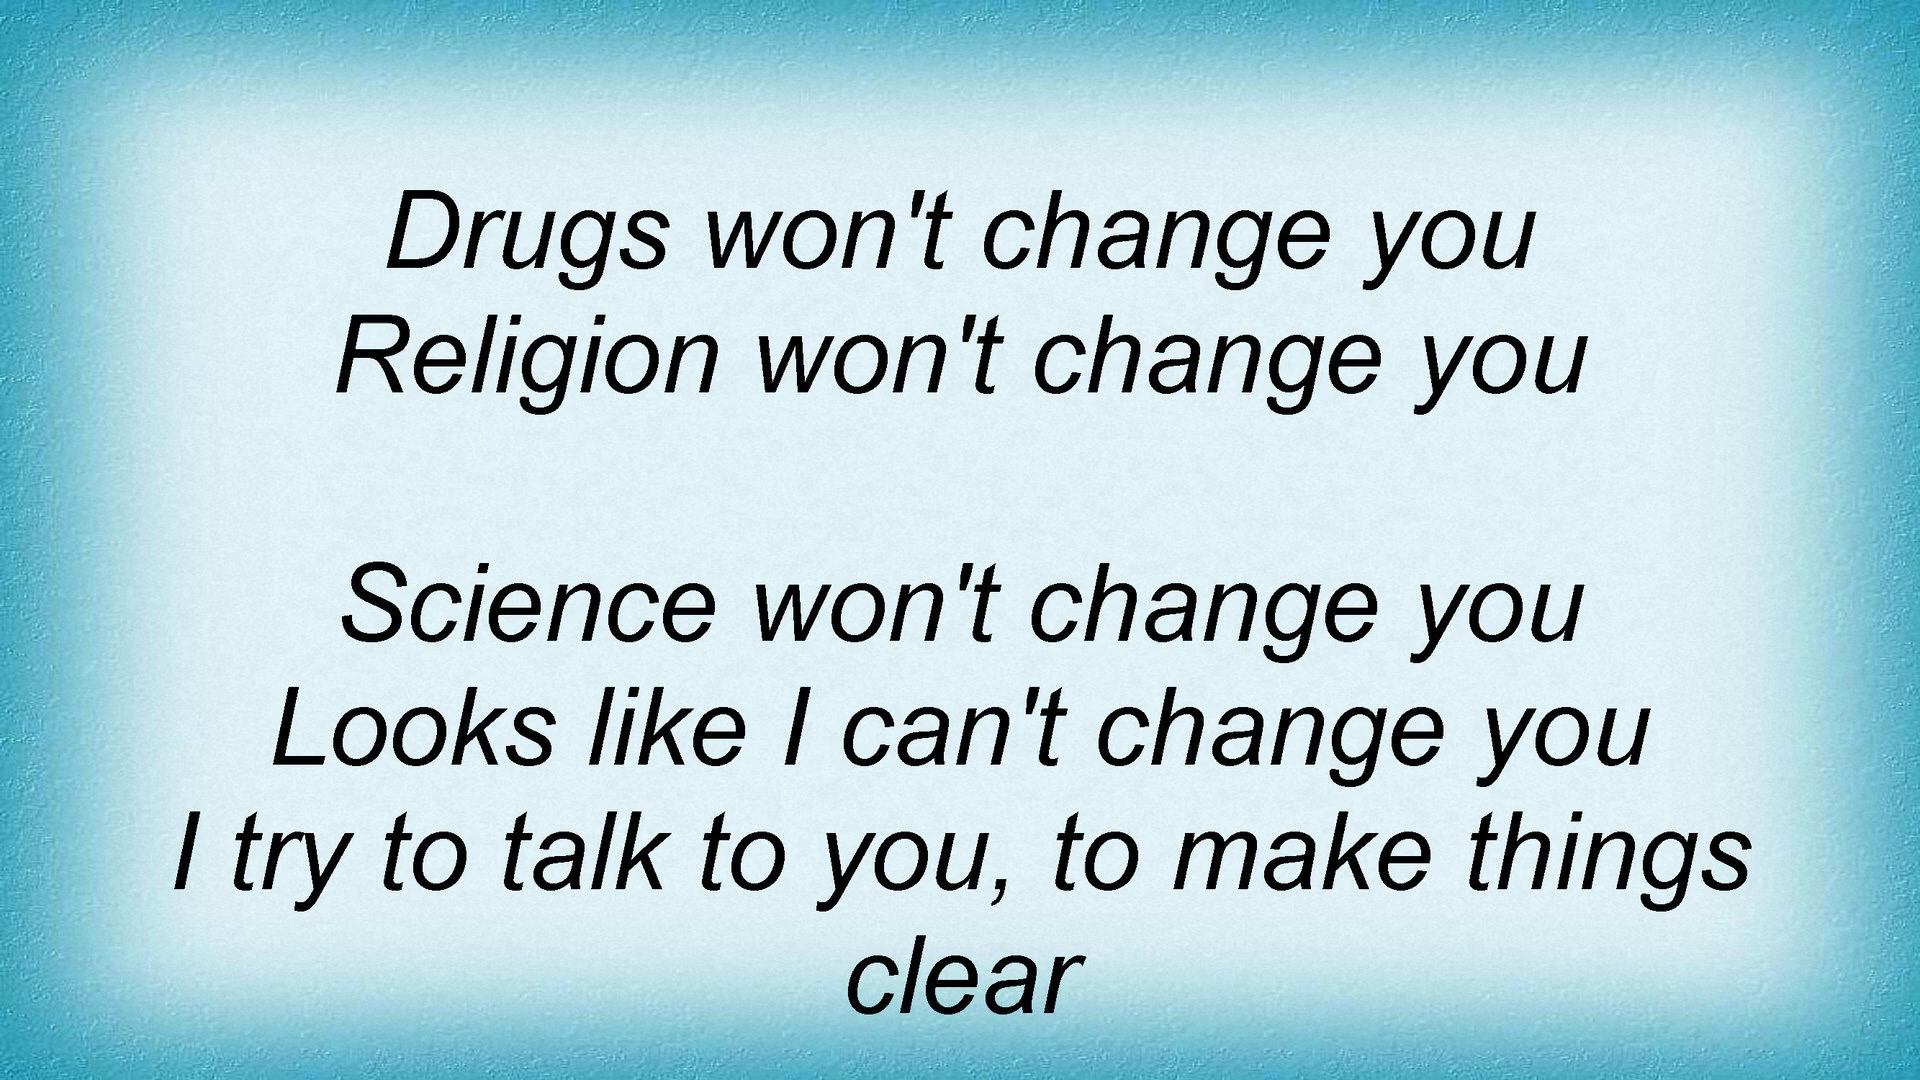 Drugs won't change you
Religion won't change you
Science won't change you
Looks like I can't change you
I try to talk to you, to make things
clear